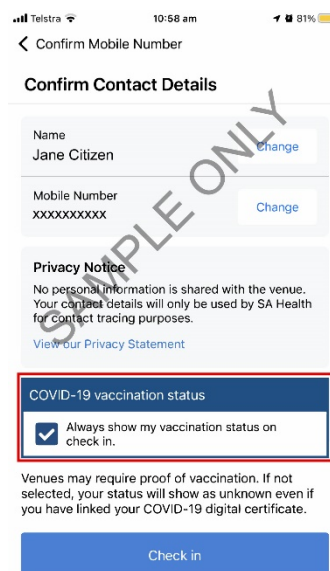 Telstra 10:58 am 81%
Confirm Mobile Number
Confirm Contact Details
Name
Jane Citizen
Change
Mobile Number
xxxxxxxxxx
Change
SAMPLE ONLY
Privacy Notice
No personal information is shared with the venue.
Your contact details will only be used by SA Health
for contact tracing purposes.
View our Privacy Statement
COVID-19 vaccination status
Always show my vaccination status on
check in.
Venues may require proof of vaccination. If not
selected, your status will show as unknown even if
you have linked your COVID-19 digital certificate.
Check in